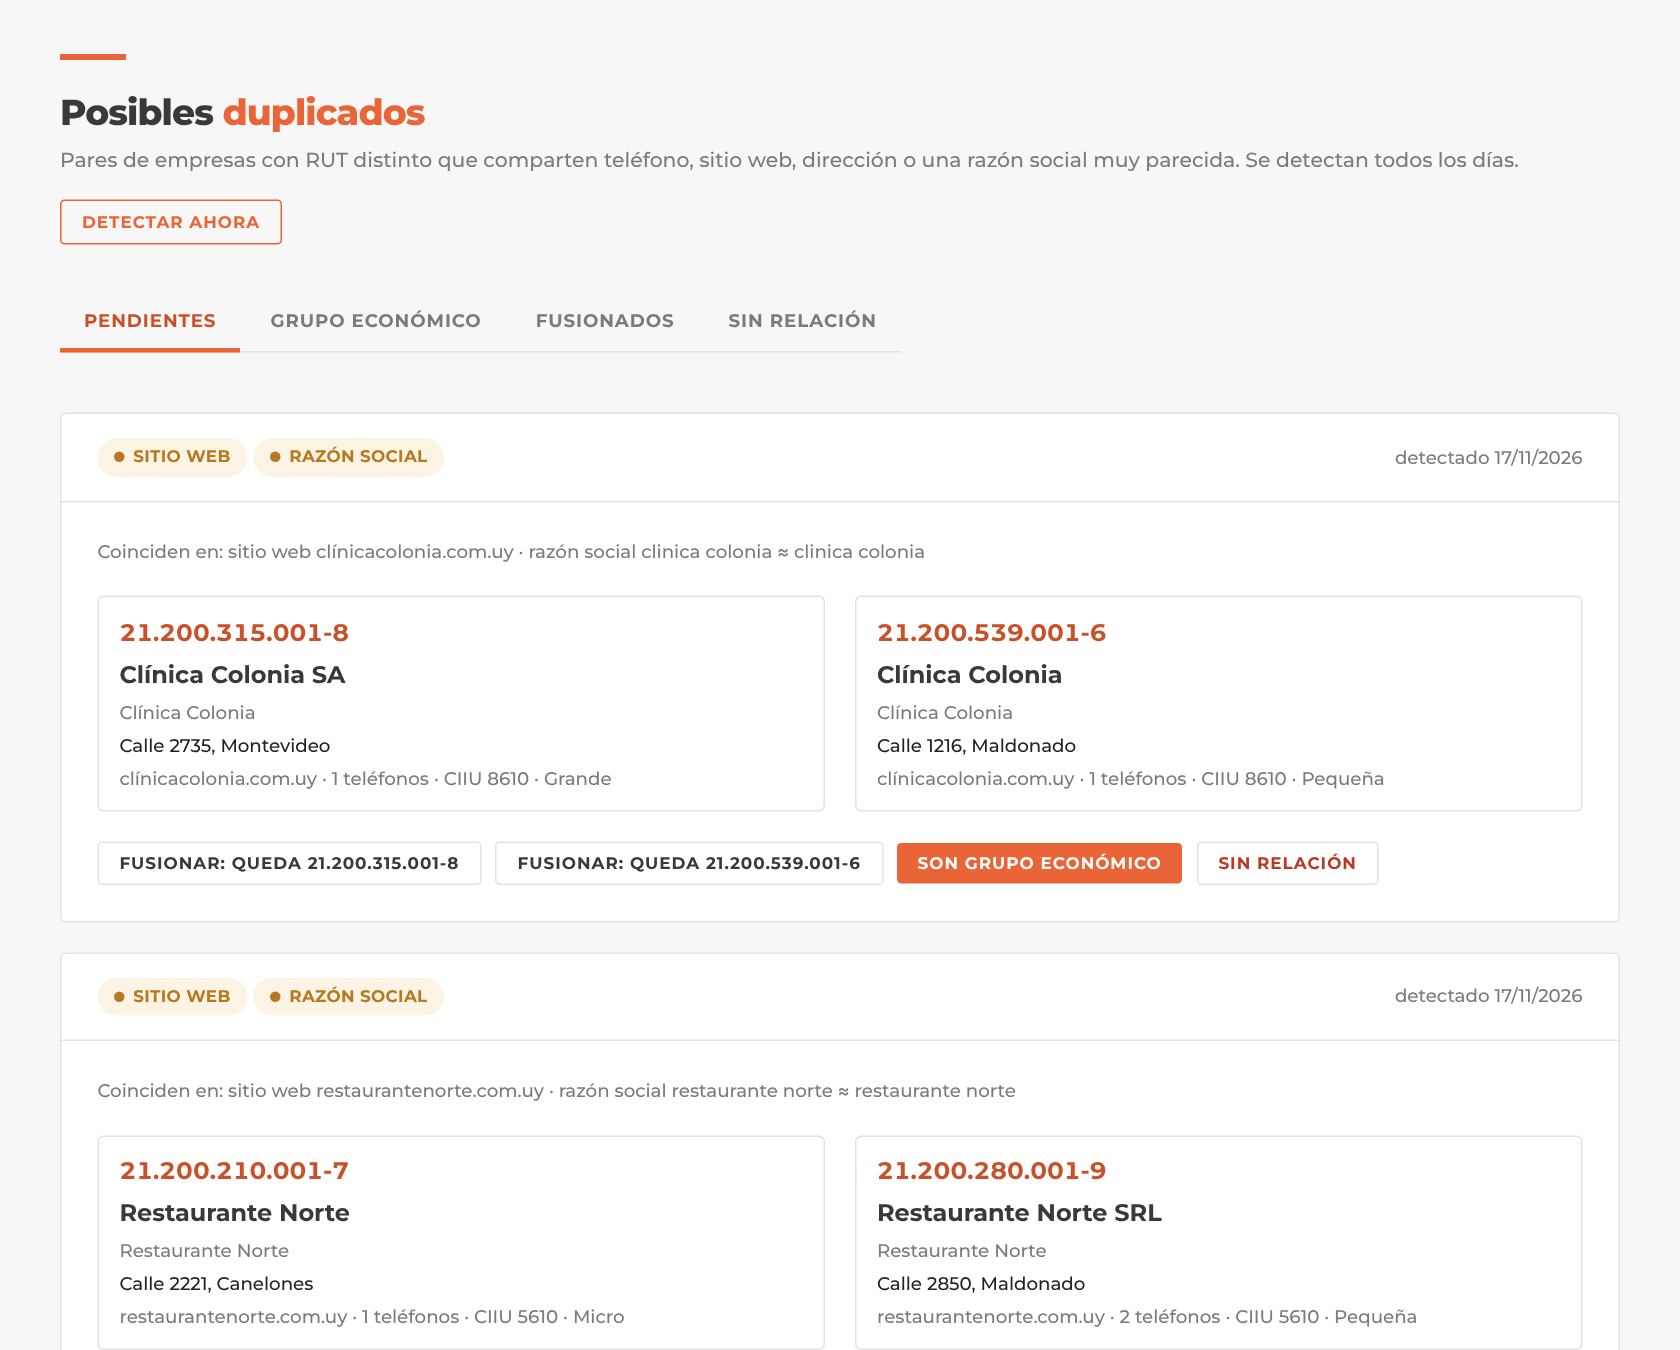 Posibles duplicados
Pares de empresas con RUT distinto que comparten teléfono, sitio web, dirección o una razón social muy parecida. Se detectan todos los días.
DETECTAR AHORA
PENDIENTES GRUPO ECONÓMICO FUSIONADOS SIN RELACIÓN
SITIO WEB RAZÓN SOCIAL detectado 17/11/2026
Coinciden en: sitio web clínicacolonia.com.uy · razón social clinica colonia ≈ clinica colonia
21.200.315.001-8
Clínica Colonia SA
Clínica Colonia
Calle 2735, Montevideo
clínicacolonia.com.uy · 1 teléfonos · CIIU 8610 · Grande
21.200.539.001-6
Clínica Colonia
Clínica Colonia
Calle 1216, Maldonado
clínicacolonia.com.uy · 1 teléfonos · CIIU 8610 · Pequeña
FUSIONAR: QUEDA 21.200.315.001-8 FUSIONAR: QUEDA 21.200.539.001-6 SON GRUPO ECONÓMICO SIN RELACIÓN
SITIO WEB RAZÓN SOCIAL detectado 17/11/2026
Coinciden en: sitio web restaurantenorte.com.uy · razón social restaurante norte ≈ restaurante norte
21.200.210.001-7
Restaurante Norte
Restaurante Norte
Calle 2221, Canelones
restaurantenorte.com.uy · 1 teléfonos · CIIU 5610 · Micro
21.200.280.001-9
Restaurante Norte SRL
Restaurante Norte
Calle 2850, Maldonado
restaurantenorte.com.uy · 2 teléfonos · CIIU 5610 · Pequeña